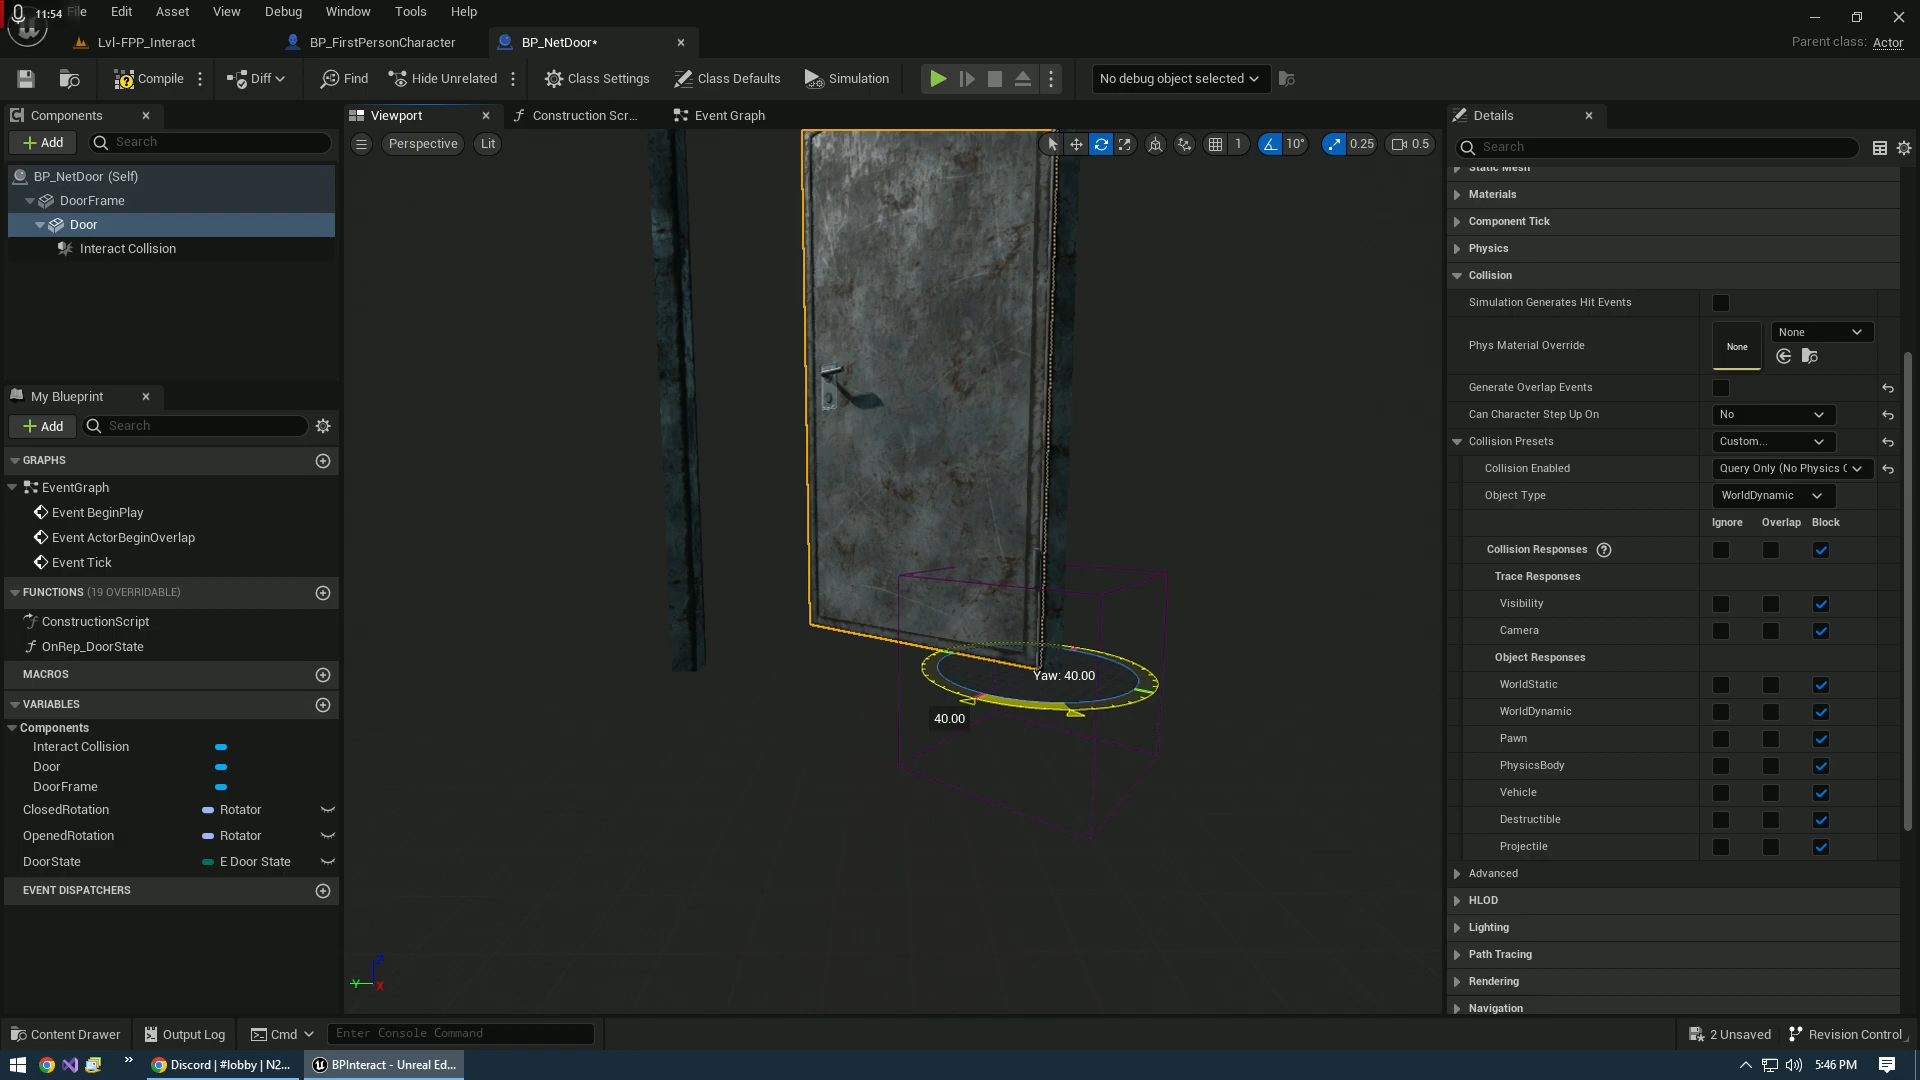 11:54
File Edit Asset View Debug Window Tools Help
Lvl-FPP_Interact
BP_FirstPersonCharacter
BP_NetDoor*
Parent class: Actor
Compile
Diff
Find
Hide Unrelated
Class Settings
Class Defaults
Simulation
No debug object selected
Components
Add
Search
BP_NetDoor (Self)
DoorFrame
Door
Interact Collision
My Blueprint
Add
Search
GRAPHS
EventGraph
Event BeginPlay
Event ActorBeginOverlap
Event Tick
FUNCTIONS (19 OVERRIDABLE)
ConstructionScript
OnRep_DoorState
MACROS
VARIABLES
Components
Interact Collision
Door
DoorFrame
ClosedRotation Rotator
OpenedRotation Rotator
DoorState E Door State
EVENT DISPATCHERS
Viewport
Construction Scr...
Event Graph
Perspective
Lit
1
10°
0.25
0.5
Yaw: 40.00
40.00
Z
Y
X
Details
Search
Static Mesh
Materials
Component Tick
Physics
Collision
Simulation Generates Hit Events
Phys Material Override
None
None
Generate Overlap Events
Can Character Step Up On No
Collision Presets Custom...
Collision Enabled Query Only (No Physics C
Object Type WorldDynamic
Ignore Overlap Block
Collision Responses
Trace Responses
Visibility
Camera
Object Responses
WorldStatic
WorldDynamic
Pawn
PhysicsBody
Vehicle
Destructible
Projectile
Advanced
HLOD
Lighting
Path Tracing
Rendering
Navigation
Content Drawer
Output Log
Cmd
Enter Console Command
2 Unsaved
Revision Control
Discord | #lobby | N2...
BPInteract - Unreal Ed...
5:46 PM